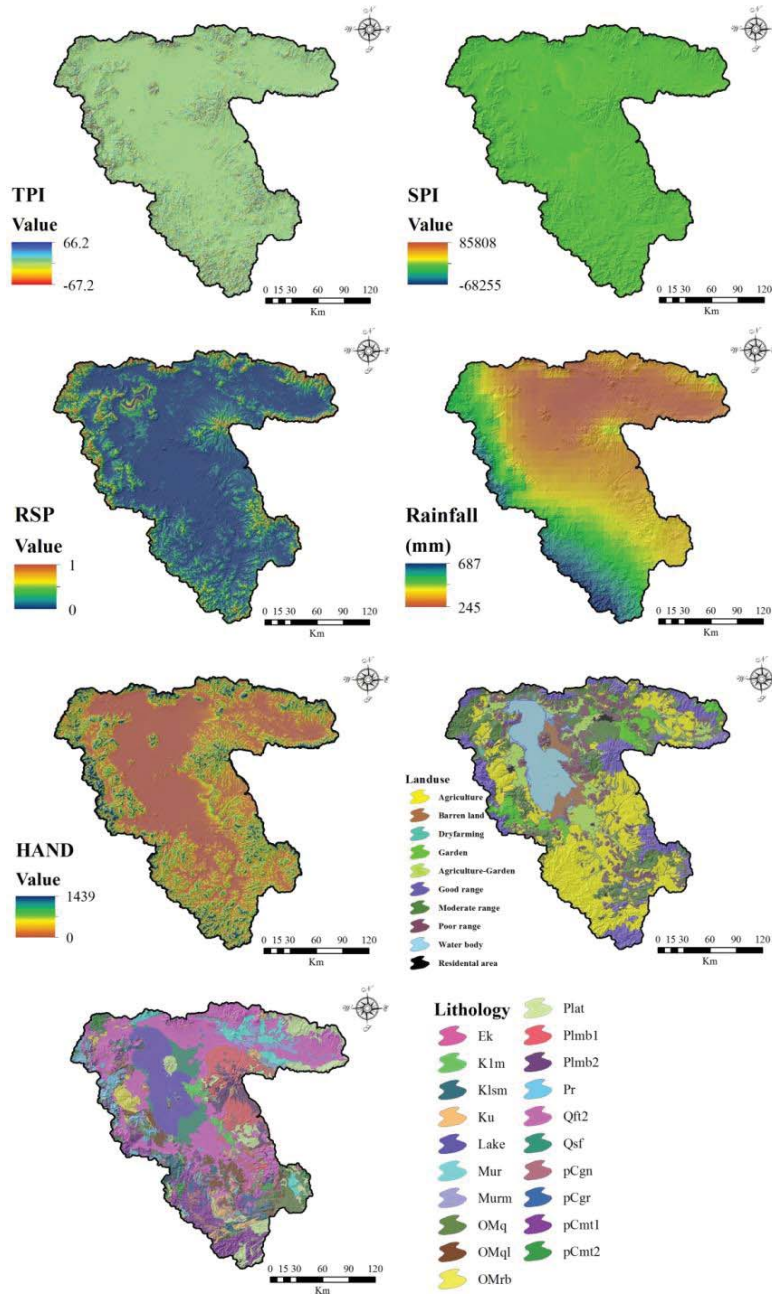 TPI
Value
66.2
-67.2
0 15 30 60 90 120
Km
SPI
Value
85808
-68255
0 15 30 60 90 120
Km
RSP
Value
1
0
0 15 30 60 90 120
Km
Rainfall
(mm)
687
245
0 15 30 60 90 120
Km
HAND
Value
1439
0
0 15 30 60 90 120
Km
Landuse
Agriculture
Barren land
Dryfarming
Garden
Agriculture-Garden
Good range
Moderate range
Poor range
Water body
Residental area
0 15 30 60 90 120
Km
0 15 30 60 90 120
Km
Lithology
Ek
K1m
Klsm
Ku
Lake
Mur
Murm
OMq
OMql
OMrb
Plat
Plmb1
Plmb2
Pr
Qft2
Qsf
pCgn
pCgr
pCmt1
pCmt2